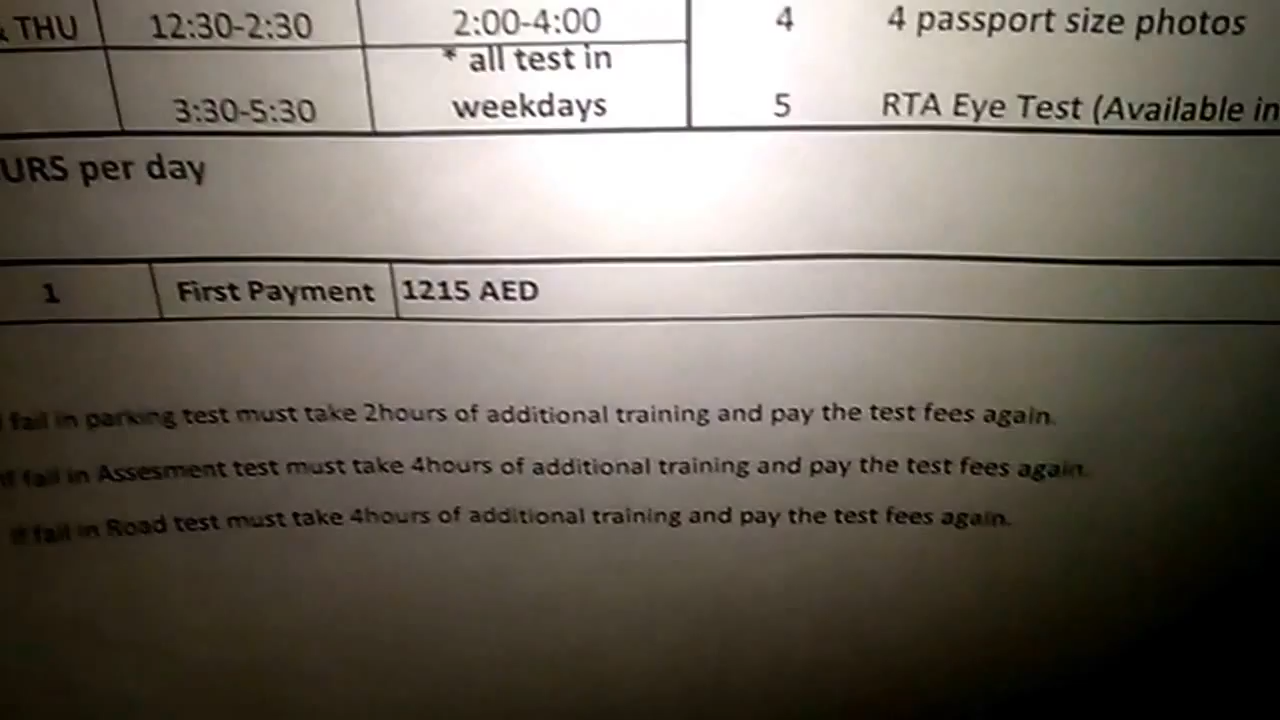 & THU 12:30-2:30 2:00-4:00 4 4 passport size photos
* all test in
3:30-5:30 weekdays 5 RTA Eye Test (Available in
URS per day
1 First Payment 1215 AED
fail in parking test must take 2hours of additional training and pay the test fees again.
If fail in Assesment test must take 4hours of additional training and pay the test fees again.
If fail in Road test must take 4hours of additional training and pay the test fees again.